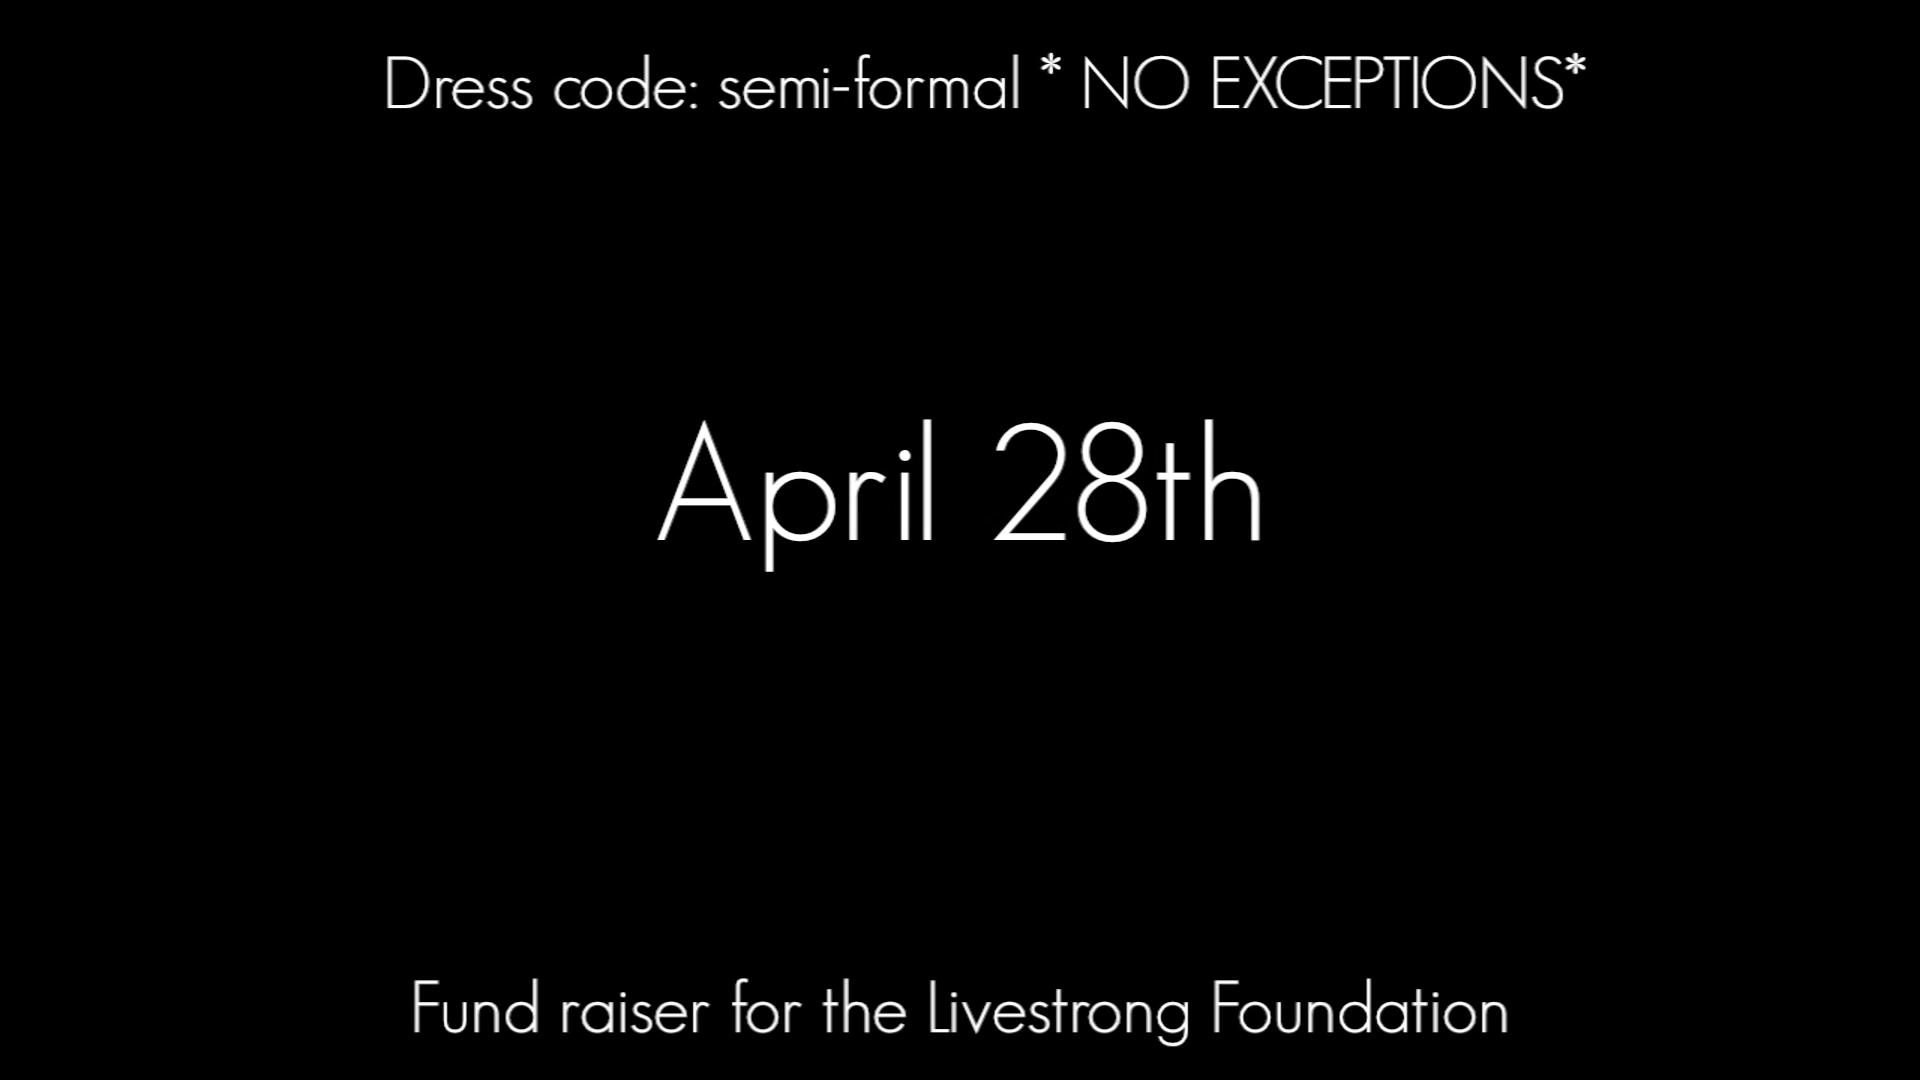 Dress code: semi-formal * NO EXCEPTIONS*
April 28th
Fund raiser for the Livestrong Foundation